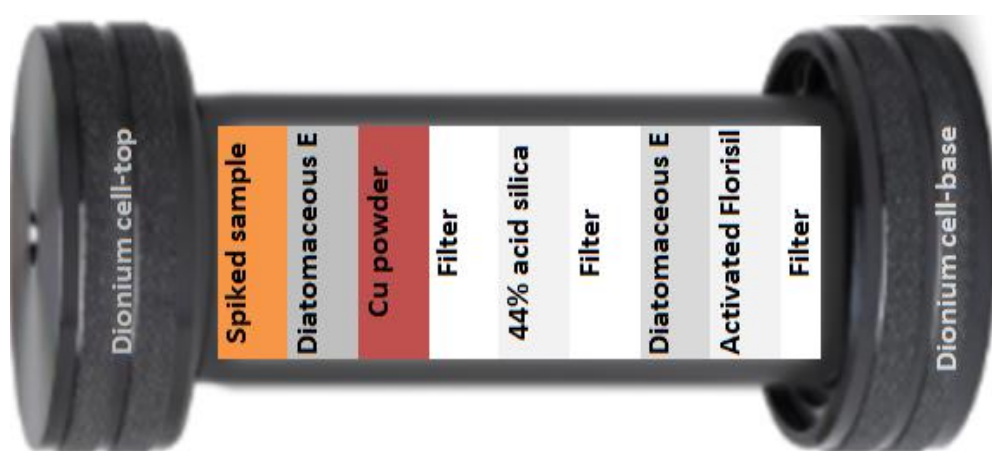 Dionium cell-top
Spiked sample
Diatomaceous E
Cu powder
Filter
44% acid silica
Filter
Diatomaceous E
Activated Florisil
Filter
Dionium cell-base